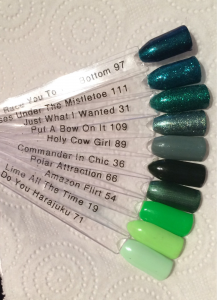 Race You To Bottom 97
as Under The Mistletoe 111
Just What I Wanted 31
Put A Bow On It 109
Holy Cow Girl 89
Commander In Chic 36
Polar Attraction 66
Amazon Flirt 54
Lime All The Time 19
Do You Harajuku 71